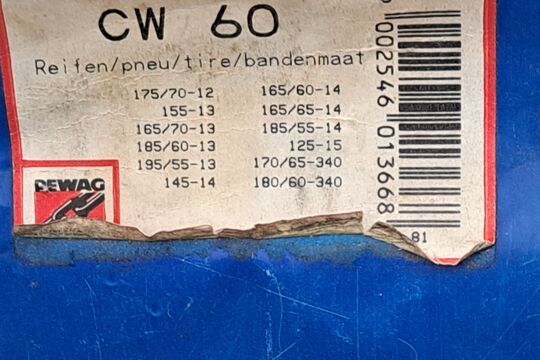 CW 60
Reifen/pneu/tire/bandenmaat
175/70-12 165/60-14
155-13 165/65-14
165/70-13 185/55-14
185/60-13 125-15
195/55-13 170/65-340
145-14 180/60-340
DEWAG
002546 013668
81